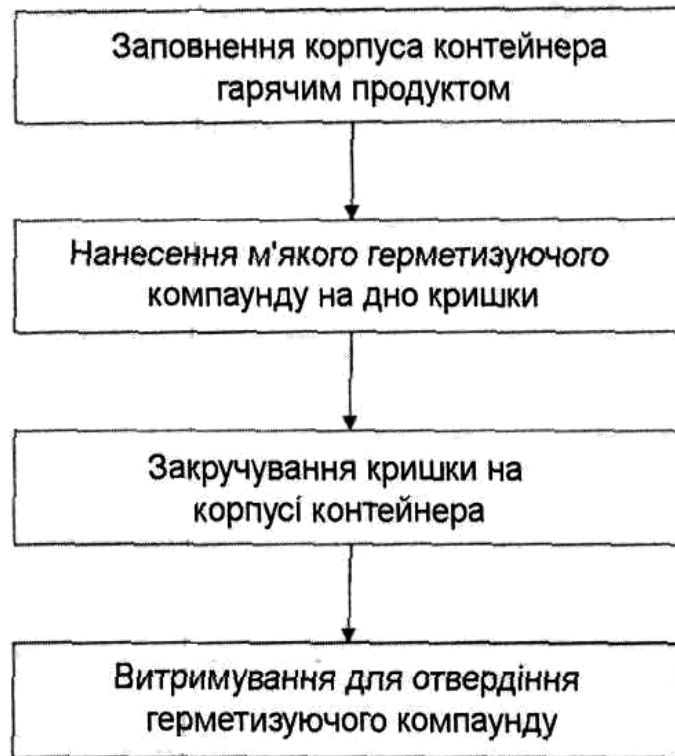 Заповнення корпуса контейнера
гарячим продуктом
Нанесення м'якого герметизуючого
компаунду на дно кришки
Закручування кришки на
корпусі контейнера
Витримування для отвердіння
герметизуючого компаунду